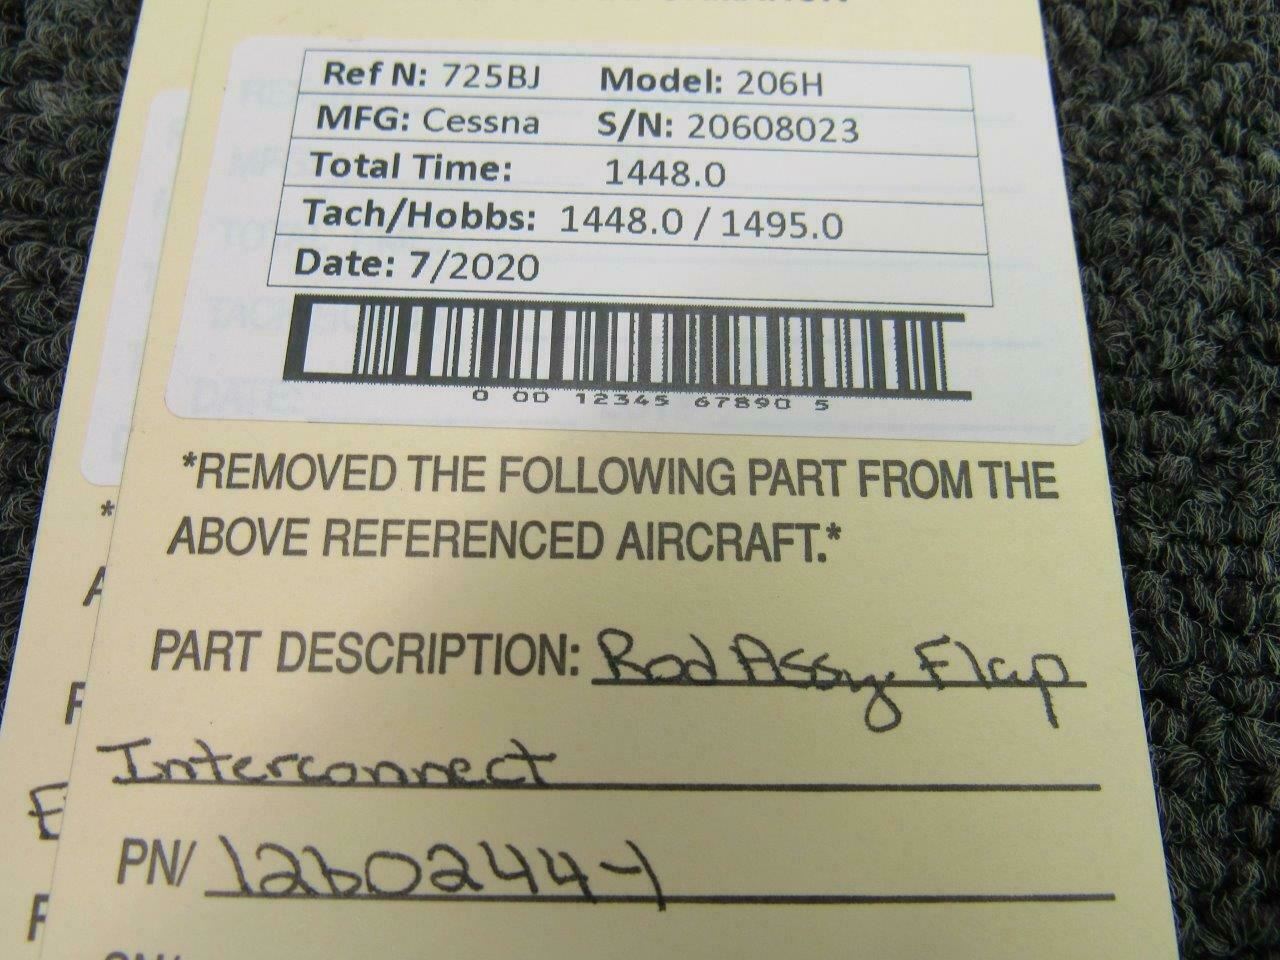 Ref N: 725BJ Model: 206H
MFG: Cessna S/N: 20608023
Total Time: 1448.0
Tach/Hobbs: 1448.0 / 1495.0
Date: 7/2020
0 00 12345 67890 5
*REMOVED THE FOLLOWING PART FROM THE
ABOVE REFERENCED AIRCRAFT.*
PART DESCRIPTION: Rod Assy. Flap
Interconnect
PN/ 1260244-1